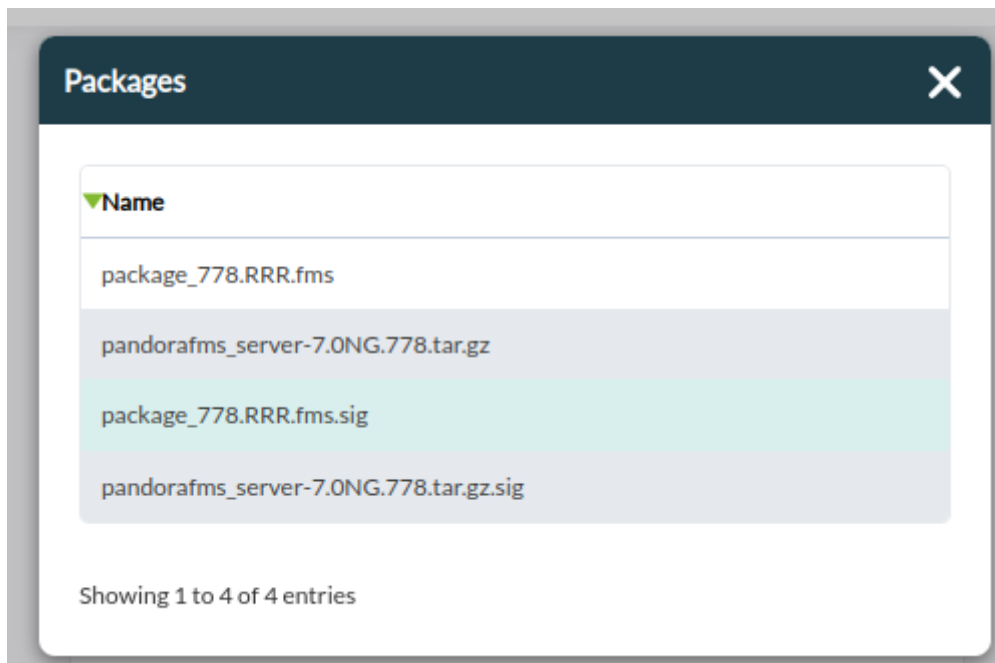 Packages
Name
package_778.RRR.fms
pandorafms_server-7.0NG.778.tar.gz
package_778.RRR.fms.sig
pandorafms_server-7.0NG.778.tar.gz.sig
Showing 1 to 4 of 4 entries